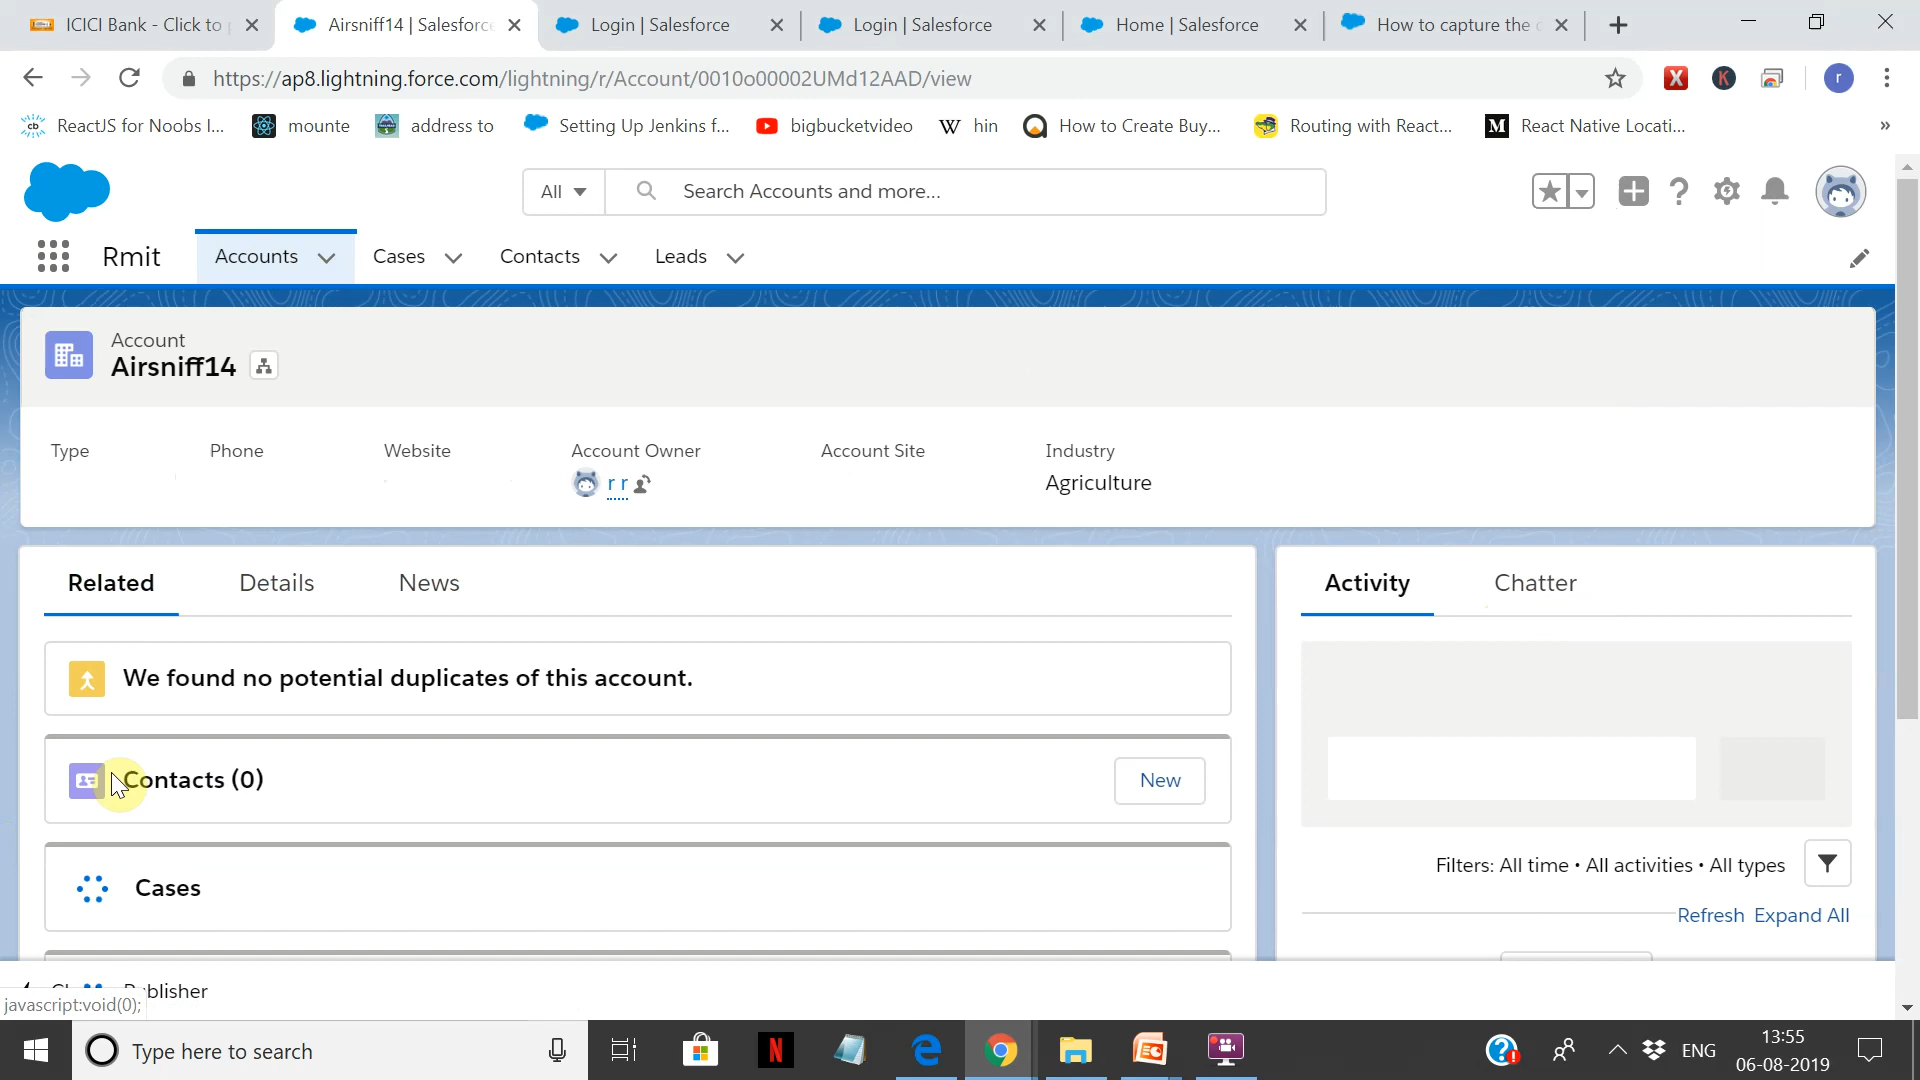 ICICI Bank - Click to
Airsniff14 | Salesforc
Login | Salesforce
Login | Salesforce
Home | Salesforce
How to capture the
https://ap8.lightning.force.com/lightning/r/Account/0010o00002UMd12AAD/view
X
K
r
cb
ReactJS for Noobs I...
mounte
address to
Setting Up Jenkins f...
bigbucketvideo
W
hin
How to Create Buy...
Routing with React...
M
React Native Locati...
»
All
Search Accounts and more...
Rmit
Accounts
Cases
Contacts
Leads
Account
Airsniff14
Type
Phone
Website
Account Owner
Account Site
Industry
r r
Agriculture
Related
Details
News
Activity
Chatter
We found no potential duplicates of this account.
Contacts (0)
New
Cases
Filters: All time • All activities • All types
Refresh
Expand All
blisher
javascript:void(0);
Type here to search
N
ENG
13:55
06-08-2019